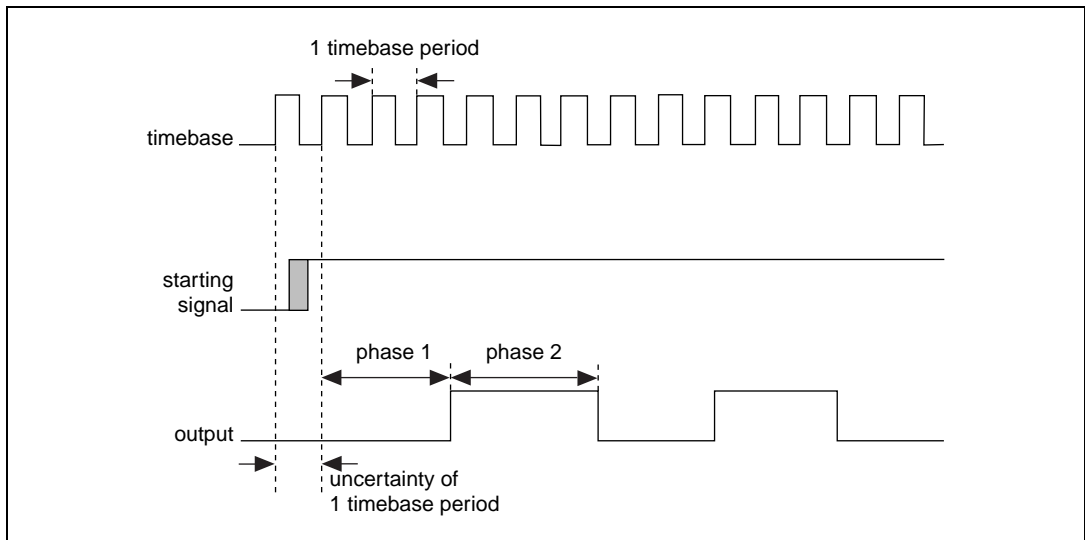 1 timebase period
timebase
starting
signal
phase 1
phase 2
output
uncertainty of
1 timebase period